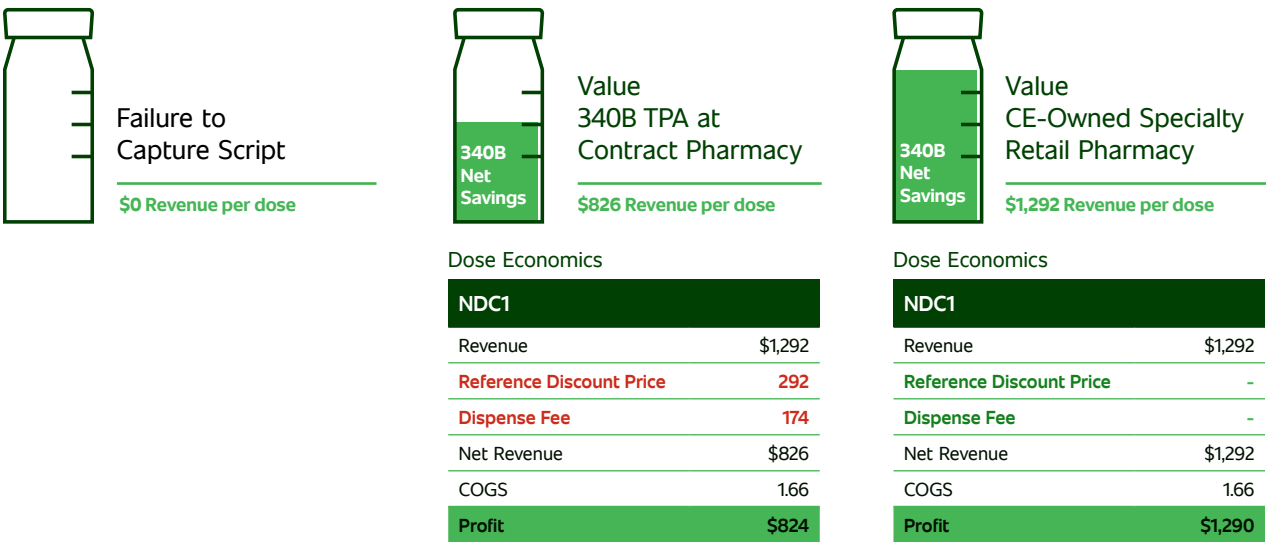 Failure to
Capture Script
$0 Revenue per dose
340B
Net
Savings
Value
340B TPA at
Contract Pharmacy
$826 Revenue per dose
Dose Economics
NDC1
Revenue $1,292
Reference Discount Price 292
Dispense Fee 174
Net Revenue $826
COGS 1.66
Profit $824
340B
Net
Savings
Value
CE-Owned Specialty
Retail Pharmacy
$1,292 Revenue per dose
Dose Economics
NDC1
Revenue $1,292
Reference Discount Price -
Dispense Fee -
Net Revenue $1,292
COGS 1.66
Profit $1,290